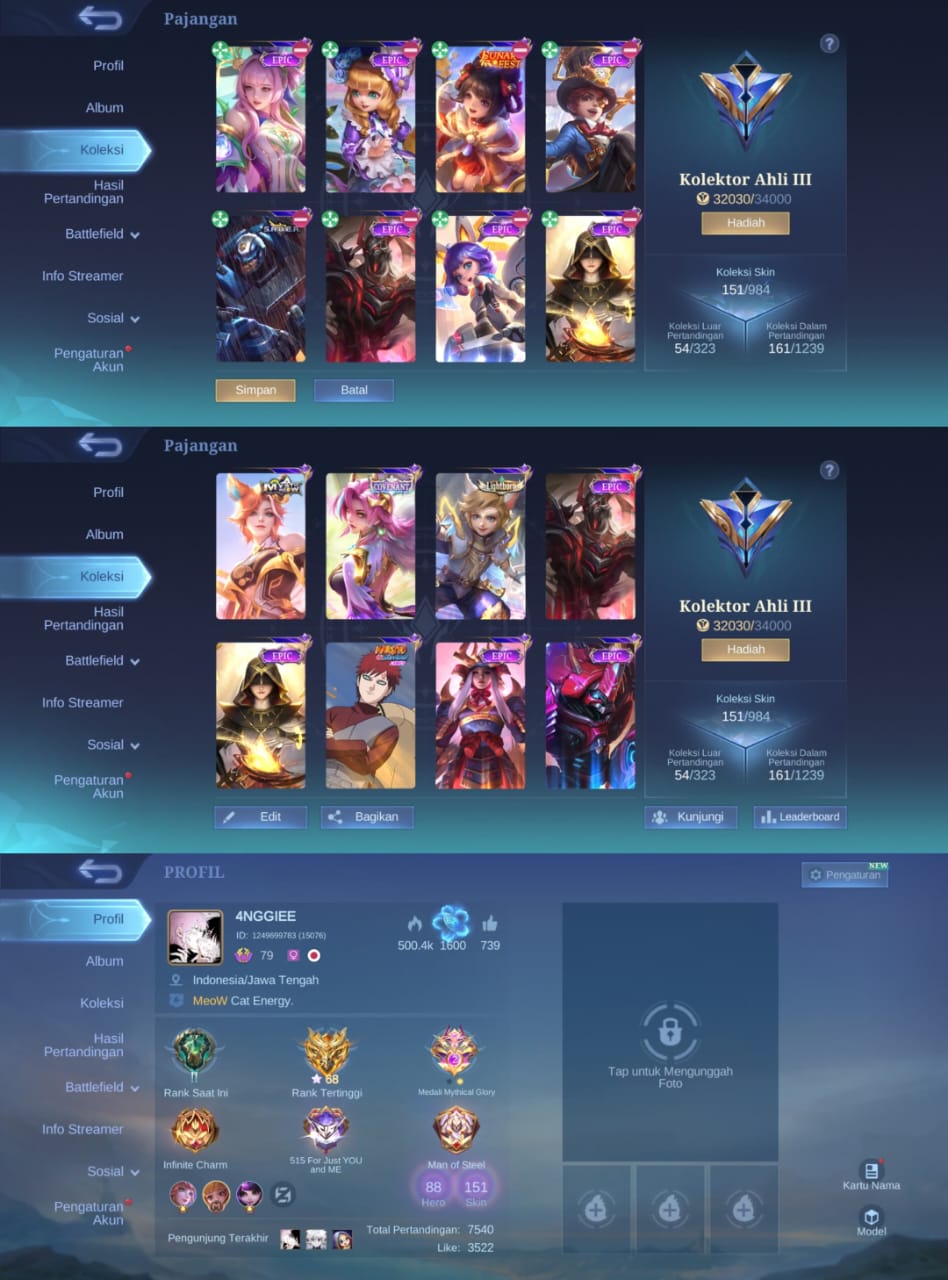 Pajangan
Profil
Album
Koleksi
Hasil
Pertandingan
Battlefield
Info Streamer
Sosial
Pengaturan
Akun
EPIC
EPIC
LUNAR
FEST
EPIC
EPIC
EPIC
EPIC
Simpan
Batal
?
Kolektor Ahli III
32030/34000
Hadiah
Koleksi Skin
151/984
Koleksi Luar
Pertandingan
54/323
Koleksi Dalam
Pertandingan
161/1239
Pajangan
Profil
Album
Koleksi
Hasil
Pertandingan
Battlefield
Info Streamer
Sosial
Pengaturan
Akun
COVENANT
Lightborn
EPIC
EPIC
NARUTO
EPIC
EPIC
Edit
Bagikan
?
Kolektor Ahli III
32030/34000
Hadiah
Koleksi Skin
151/984
Koleksi Luar
Pertandingan
54/323
Koleksi Dalam
Pertandingan
161/1239
Kunjungi
Leaderboard
PROFIL
NEW
Pengaturan
Profil
Album
Koleksi
Hasil
Pertandingan
Battlefield
Info Streamer
Sosial
Pengaturan
Akun
4NGGIEE
ID: 1249699783 (15076)
79
500.4k 1600 739
Indonesia/Jawa Tengah
MeoW Cat Energy.
II
68
2
Rank Saat Ini
Rank Tertinggi
Medali Mythical Glory
Infinite Charm
515 For Just YOU
and ME
Man of Steel
88
Hero
151
Skin
Pengunjung Terakhir
Total Pertandingan: 7540
Like: 3522
Tap untuk Mengunggah
Foto
Kartu Nama
Model